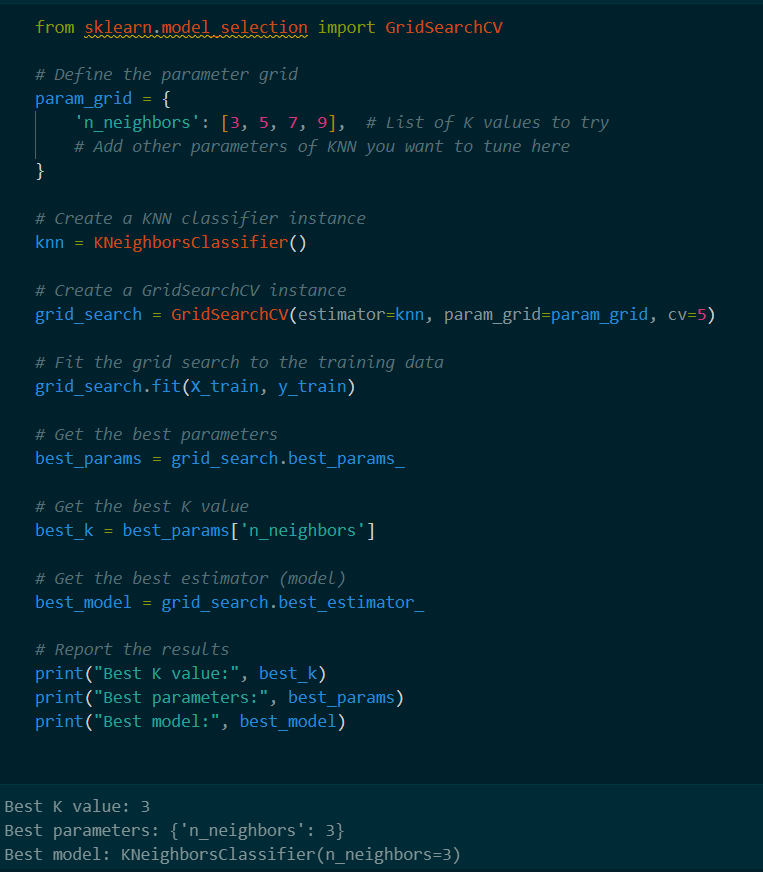 from sklearn.model_selection import GridSearchCV
# Define the parameter grid
param_grid = {
    'n_neighbors': [3, 5, 7, 9],  # List of K values to try
    # Add other parameters of KNN you want to tune here
}
# Create a KNN classifier instance
knn = KNeighborsClassifier()
# Create a GridSearchCV instance
grid_search = GridSearchCV(estimator=knn, param_grid=param_grid, cv=5)
# Fit the grid search to the training data
grid_search.fit(X_train, y_train)
# Get the best parameters
best_params = grid_search.best_params_
# Get the best K value
best_k = best_params['n_neighbors']
# Get the best estimator (model)
best_model = grid_search.best_estimator_
# Report the results
print("Best K value:", best_k)
print("Best parameters:", best_params)
print("Best model:", best_model)
Best K value: 3
Best parameters: {'n_neighbors': 3}
Best model: KNeighborsClassifier(n_neighbors=3)